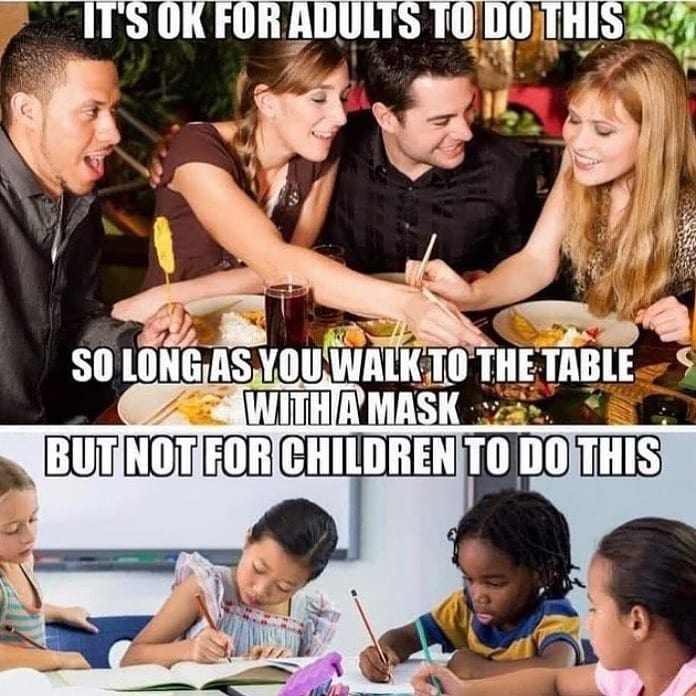 IT'S OK FOR ADULTS TO DO THIS
SO LONG AS YOU WALK TO THE TABLE
WITH A MASK
BUT NOT FOR CHILDREN TO DO THIS